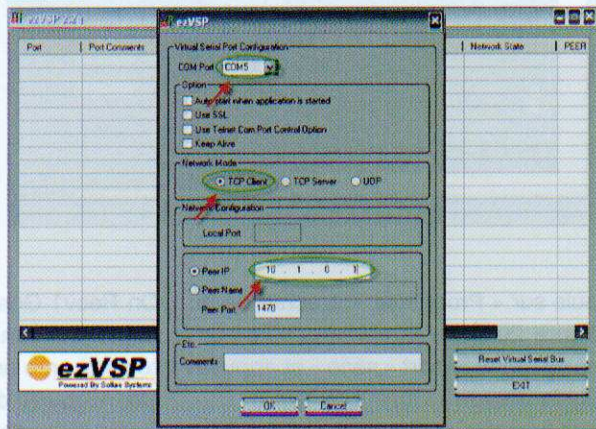 ezVSP 2.2
ezVSP
Port
Port Comments
Network State
PEER
Virtual Serial Port Configuration
COM Port
COM5
Option
Auto start when application is started
Use SSL
Use Telnet Com Port Control Option
Keep Alive
Network Mode
TCP Client
TCP Server
UDP
Network Configuration
Local Port
Peer IP
10 . 1 . 0 . 1
Peer Name
Peer Port
1470
Etc.
Comments
ezVSP
Powered By Sollae Systems
Reset Virtual Serial Bus
EXIT
OK
Cancel